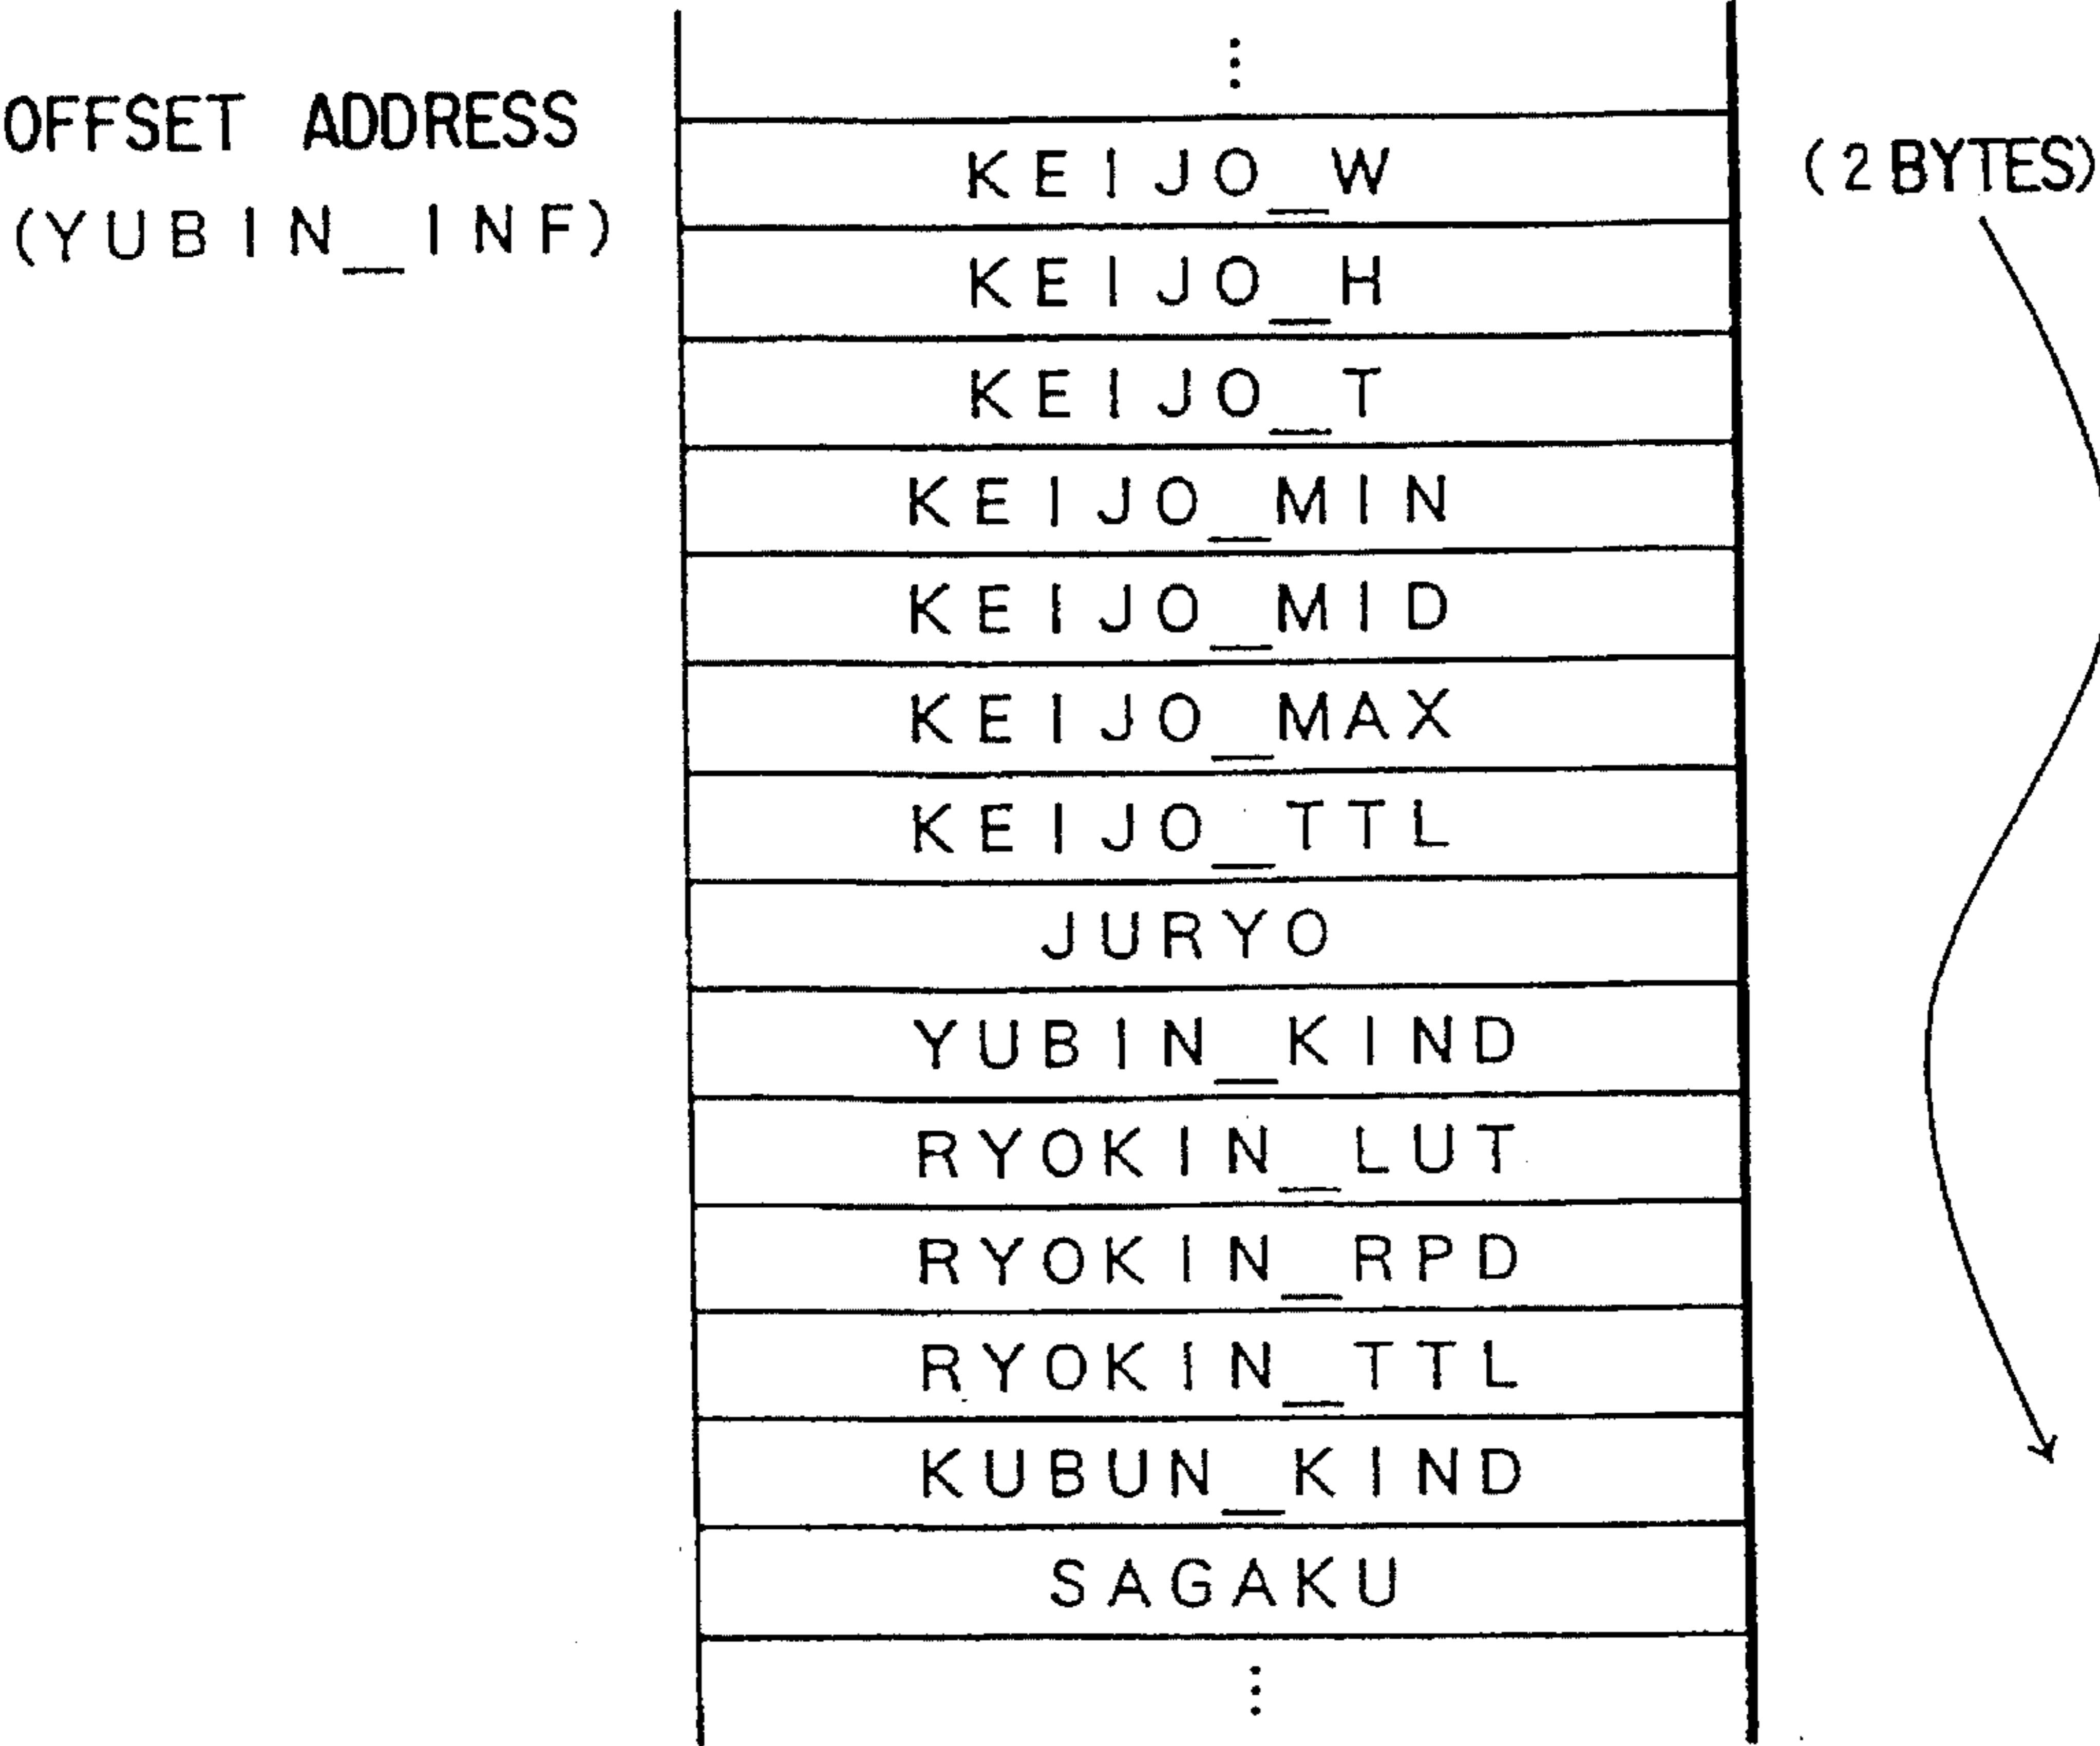 OFFSET ADDRESS
(YUBIN_INF)
(2 BYTES)
KEIJO_W
KEIJO_H
KEIJO_T
KEIJO_MIN
KEIJO_MID
KEIJO_MAX
KEIJO_TTL
JURYO
YUBIN_KIND
RYOKIN_LUT
RYOKIN_RPD
RYOKIN_TTL
KUBUN_KIND
SAGAKU